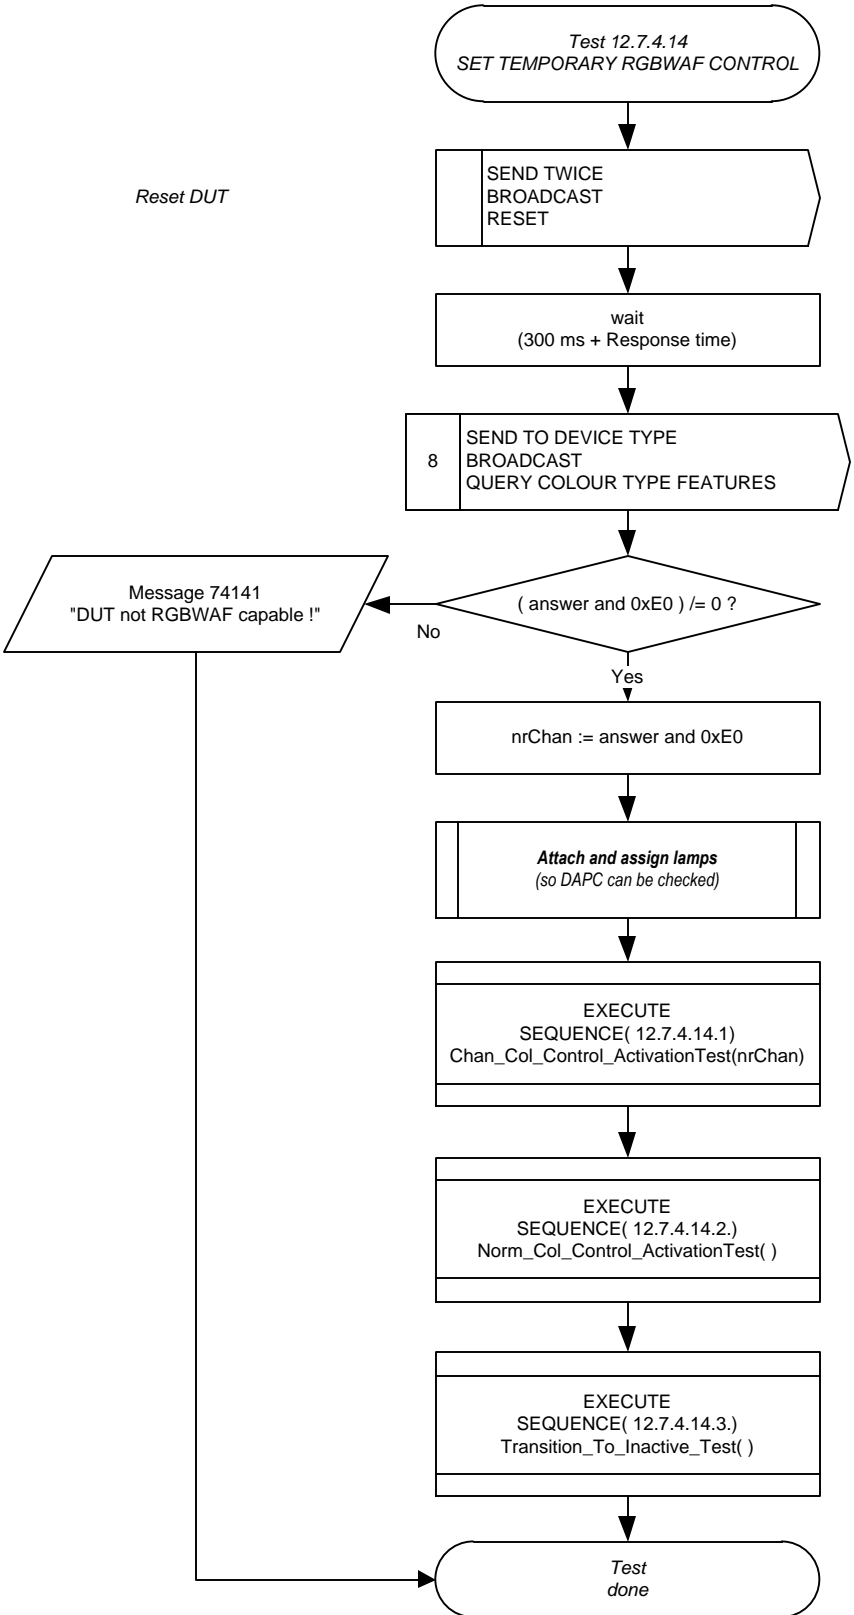 Test 12.7.4.14
SET TEMPORARY RGBWAF CONTROL
Reset DUT
SEND TWICE
BROADCAST
RESET
wait
(300 ms + Response time)
8
SEND TO DEVICE TYPE
BROADCAST
QUERY COLOUR TYPE FEATURES
Message 74141
"DUT not RGBWAF capable !"
( answer and 0xE0 ) /= 0 ?
No
Yes
nrChan := answer and 0xE0
Attach and assign lamps
(so DAPC can be checked)
EXECUTE
SEQUENCE( 12.7.4.14.1)
Chan_Col_Control_ActivationTest(nrChan)
EXECUTE
SEQUENCE( 12.7.4.14.2.)
Norm_Col_Control_ActivationTest( )
EXECUTE
SEQUENCE( 12.7.4.14.3.)
Transition_To_Inactive_Test( )
Test
done